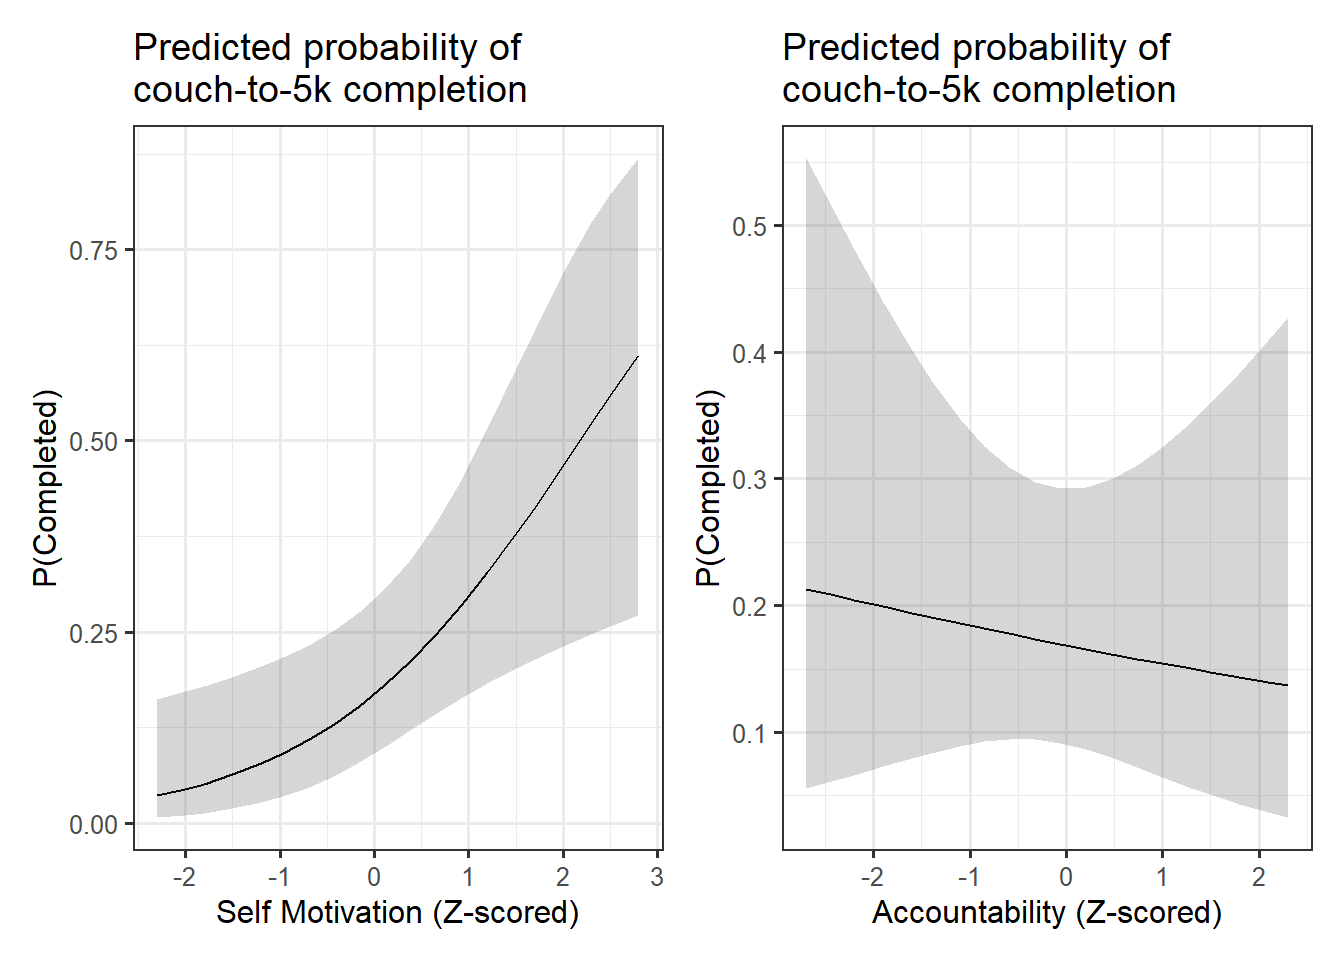 Predicted probability of
couch-to-5k completion
P(Completed)
0.75
0.50
0.25
0.00
-2 -1 0 1 2 3
Self Motivation (Z-scored)
Predicted probability of
couch-to-5k completion
P(Completed)
0.5
0.4
0.3
0.2
0.1
-2 -1 0 1 2
Accountability (Z-scored)